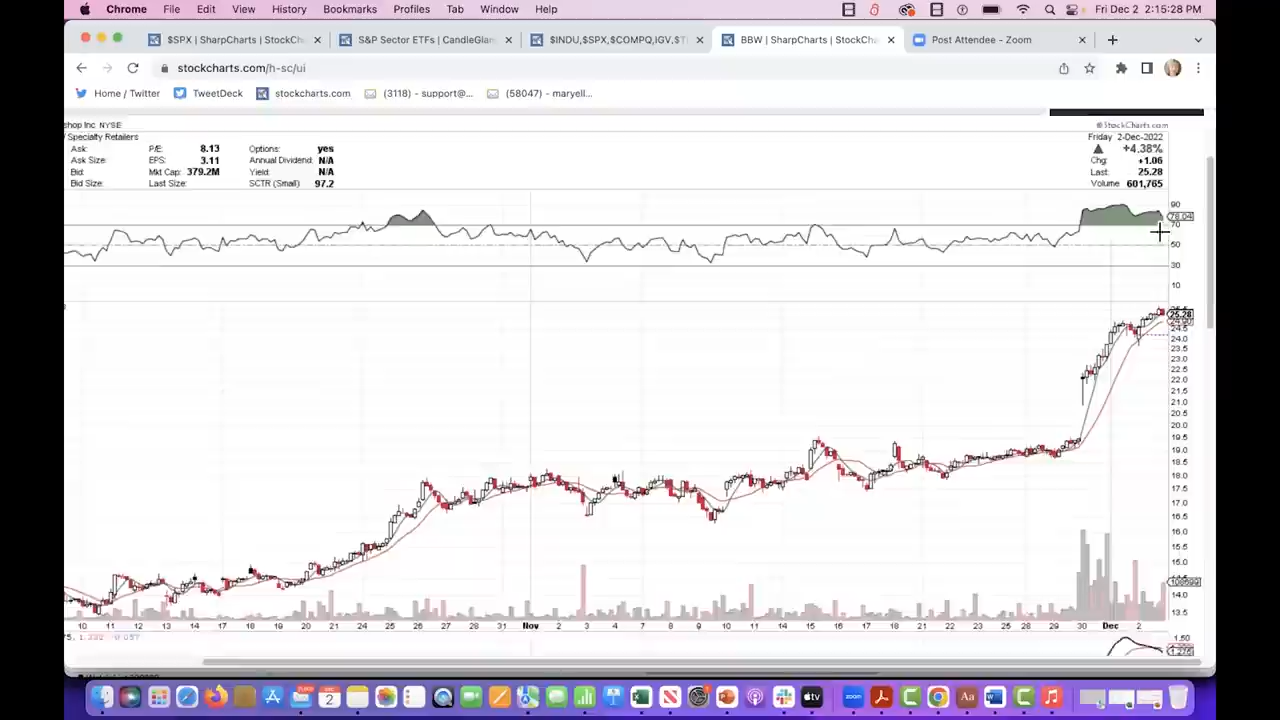 Chrome File Edit View History Bookmarks Profiles Tab Window Help Fri Dec 2 2:15:28 PM
$SPX | SharpCharts | StockCh S&P Sector ETFs | CandleGlan $INDU,$SPX,$COMPQ,IGV,$T BBW | SharpCharts | StockCha Post Attendee - Zoom
stockcharts.com/h-sc/ui
Home / Twitter TweetDeck stockcharts.com (3118) - support@... (58047) - maryell...
shop Inc NYSE © StockCharts.com
/ Specialty Retailers Friday 2-Dec-2022
Ask: P/E: 8.13 Options: yes +4.38%
Ask Size: EPS: 3.11 Annual Dividend: N/A Chg: +1.06
Bid: Mkt Cap: 379.2M Yield: N/A Last: 25.28
Bid Size: Last Size: SCTR (Small) 97.2 Volume 601,765
90
78.04
70
50
30
10
25.28
24.5
24.0
23.5
23.0
22.5
22.0
21.5
21.0
20.5
20.0
19.5
19.0
18.5
18.0
17.5
17.0
16.5
16.0
15.5
15.0
14.0
13.5
10 11 12 13 14 17 18 19 20 21 24 25 26 27 28 31 Nov 2 3 4 7 8 9 10 11 14 15 16 17 18 21 22 23 25 28 29 30 Dec 2
1.50
1.275